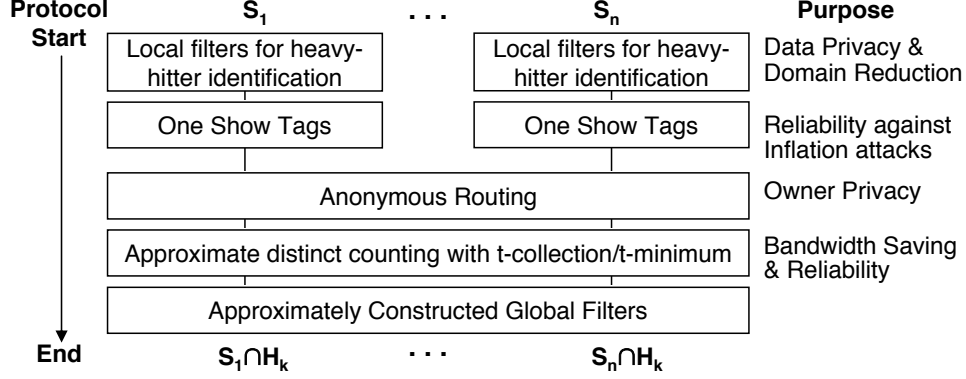 Protocol Start
S1 . . . Sn
Purpose
Local filters for heavy-
hitter identification
Local filters for heavy-
hitter identification
Data Privacy &
Domain Reduction
One Show Tags
One Show Tags
Reliability against
Inflation attacks
Anonymous Routing
Owner Privacy
Approximate distinct counting with t-collection/t-minimum
Bandwidth Saving
& Reliability
Approximately Constructed Global Filters
End
S1∩Hk . . . Sn∩Hk